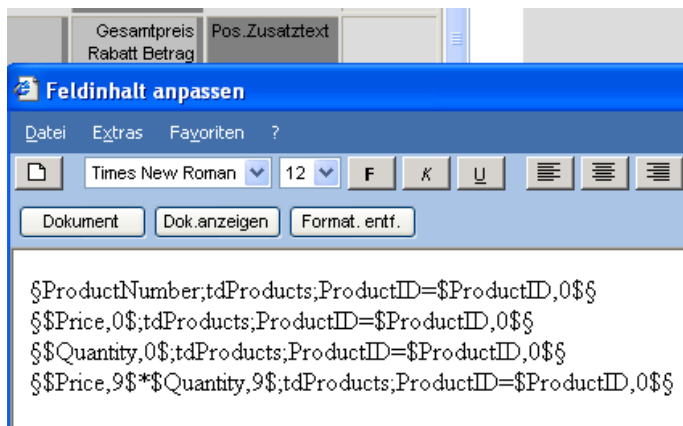 Gesamtpreis Pos.Zusatztext
Rabatt Betrag
Feldinhalt anpassen
Datei Extras Favoriten ?
Times New Roman 12 F K U
Dokument Dok.anzeigen Format. entf.
§ProductNumber;tdProducts;ProductID=$ProductID,0$§
§$Price,0$;tdProducts;ProductID=$ProductID,0$§
§$Quantity,0$;tdProducts;ProductID=$ProductID,0$§
§$Price,9$*$Quantity,9$;tdProducts;ProductID=$ProductID,0$§